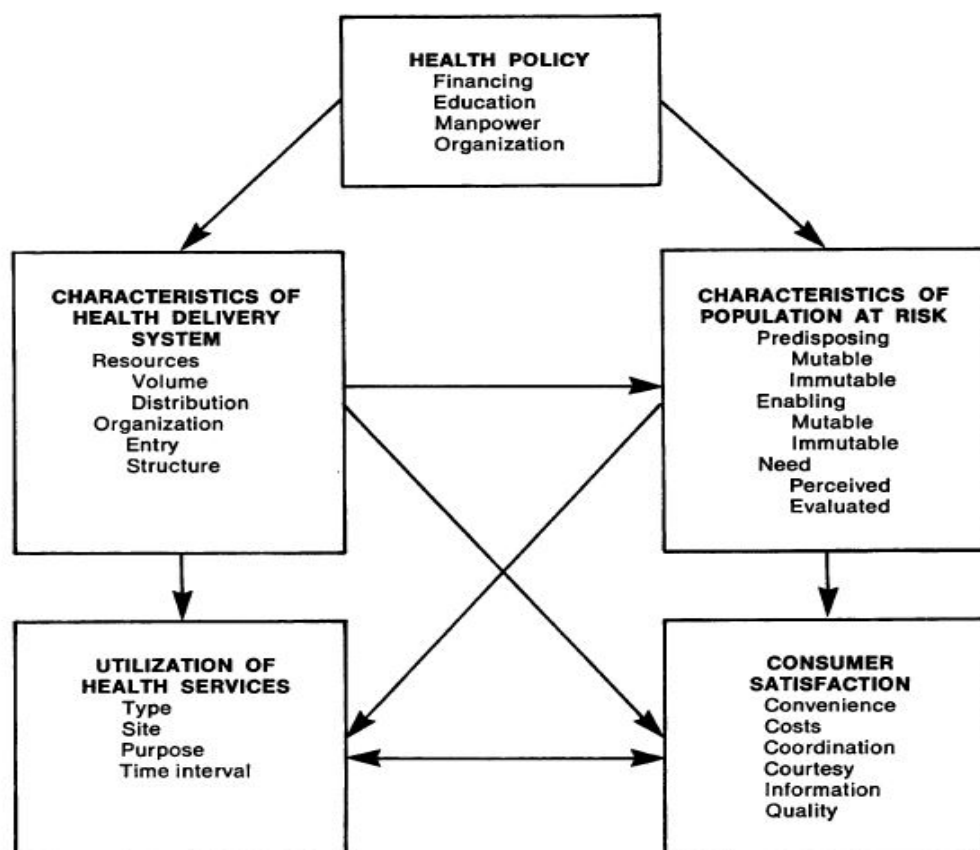 HEALTH POLICY
Financing
Education
Manpower
Organization
CHARACTERISTICS OF
HEALTH DELIVERY
SYSTEM
Resources
Volume
Distribution
Organization
Entry
Structure
CHARACTERISTICS OF
POPULATION AT RISK
Predisposing
Mutable
Immutable
Enabling
Mutable
Immutable
Need
Perceived
Evaluated
UTILIZATION OF
HEALTH SERVICES
Type
Site
Purpose
Time interval
CONSUMER
SATISFACTION
Convenience
Costs
Coordination
Courtesy
Information
Quality